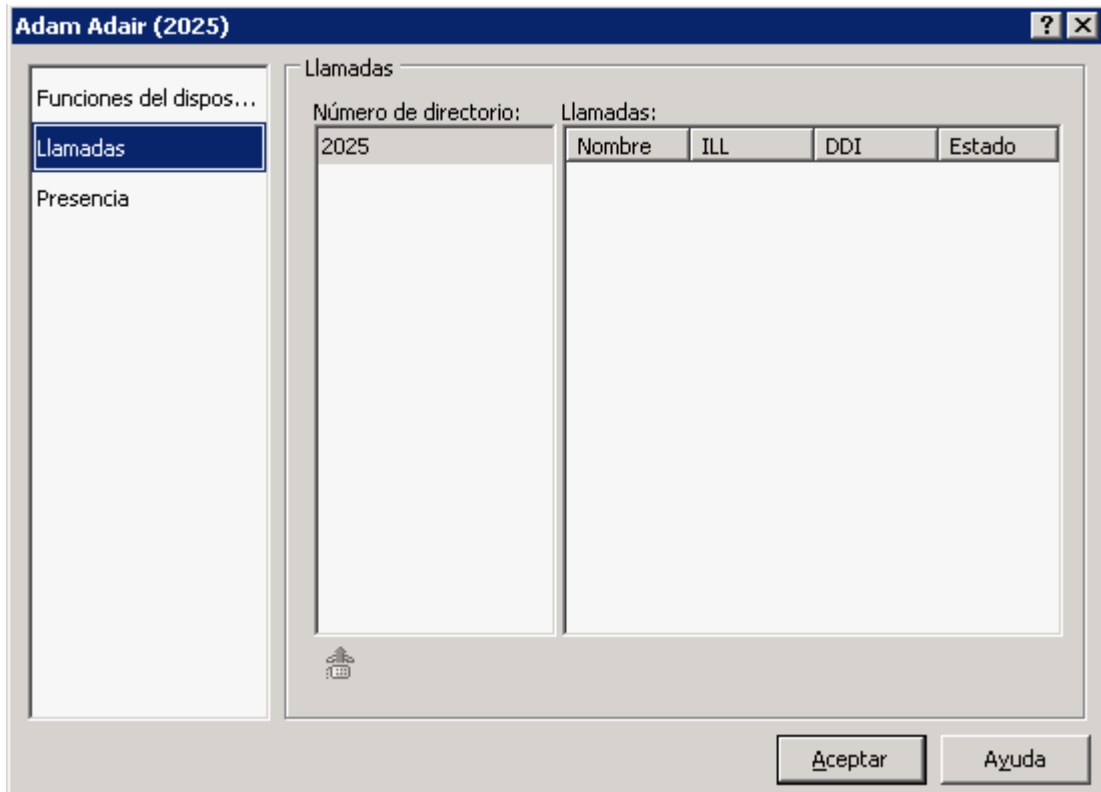 Adam Adair (2025)
Funciones del dispos...
Llamadas
Presencia
Llamadas
Número de directorio:
2025
Llamadas:
Nombre ILL DDI Estado
Aceptar Ayuda